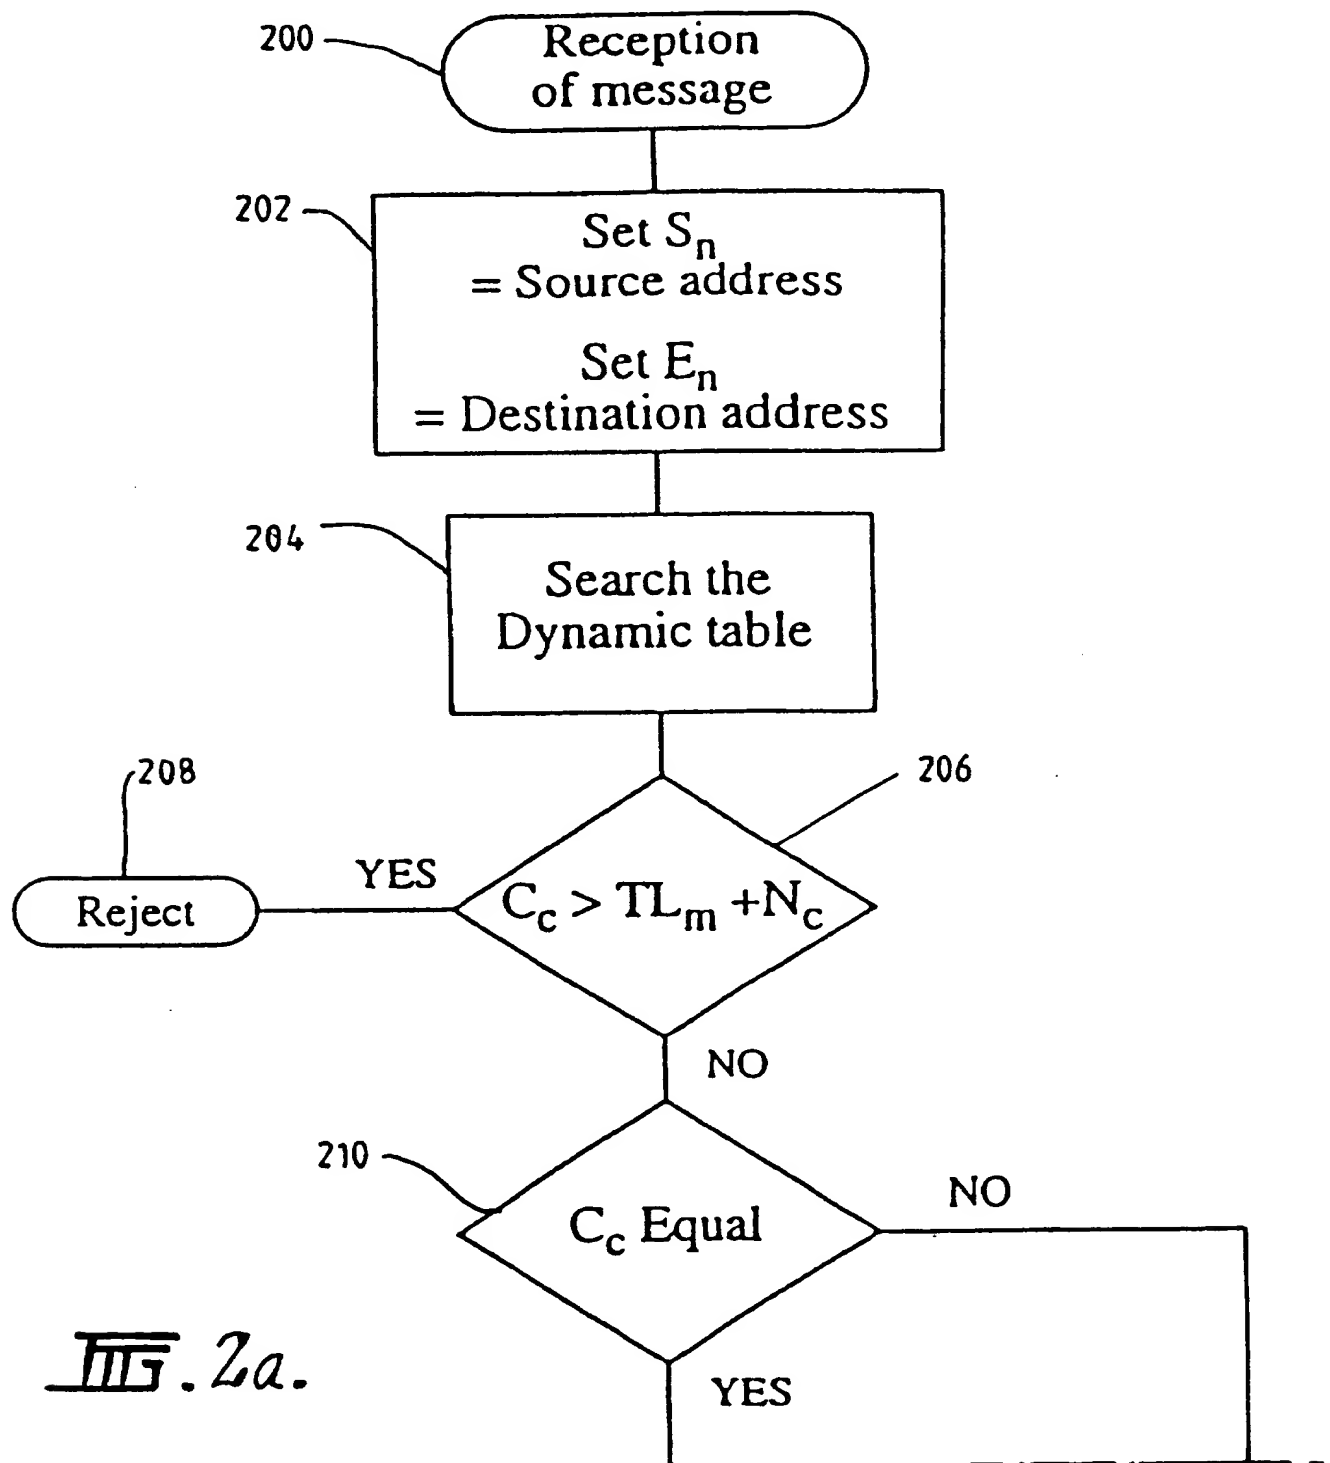 200
Reception
of message
202
Set Sn
= Source address
Set En
= Destination address
204
Search the
Dynamic table
208
206
YES
Reject
Cc > TLm +Nc
NO
210
NO
Cc Equal
FIG. 2a.
YES